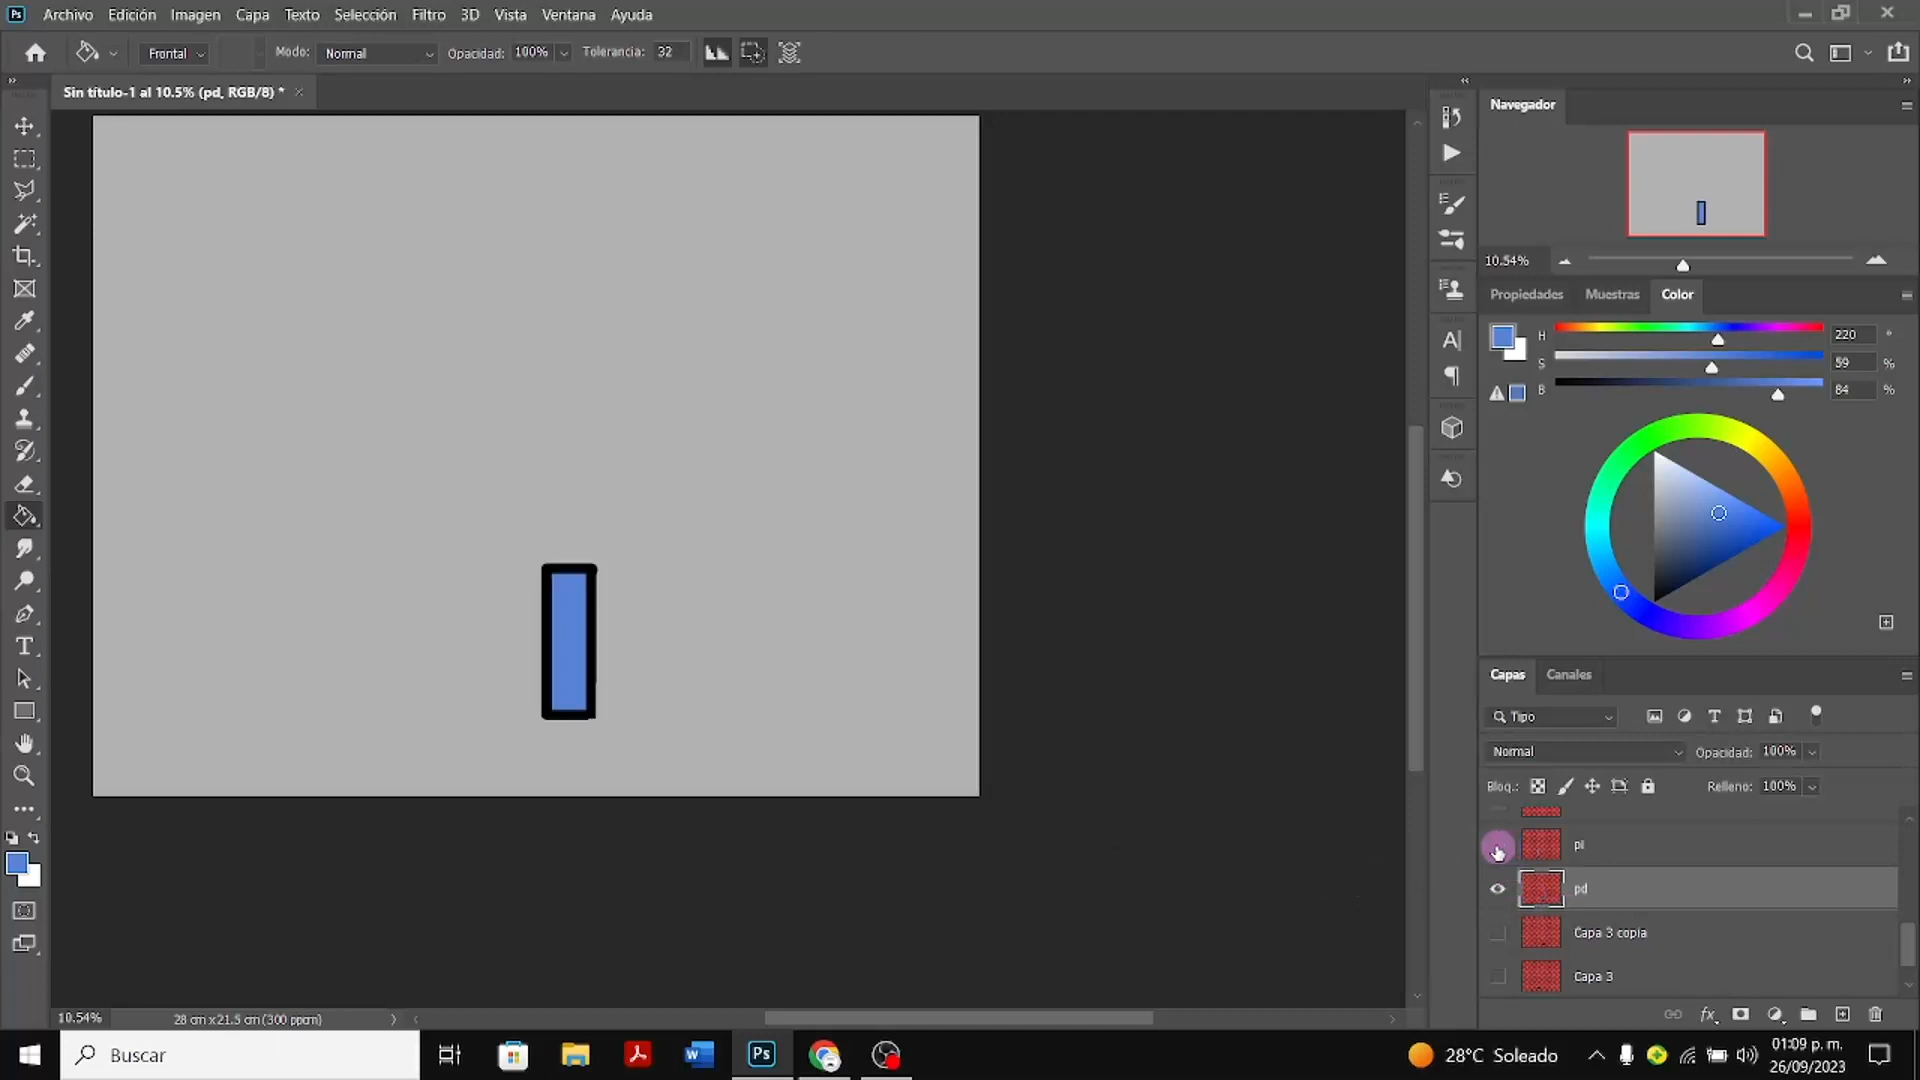 Ps Archivo Edición Imagen Capa Texto Selección Filtro 3D Vista Ventana Ayuda
Frontal Modo: Normal Opacidad: 100% Tolerancia: 32
Sin título-1 al 10.5% (pd, RGB/8) *
Navegador
10.54%
Propiedades Muestras Color
H 220 °
S 59 %
B 84 %
Capas Canales
Tipo
Normal Opacidad: 100%
Bloq.: Relleno: 100%
pi
pd
Capa 3 copia
Capa 3
fx
10.54% 28 cm x 21.5 cm (300 ppcm)
Buscar
W
Ps
28°C Soleado
01:09 p. m.
26/09/2023